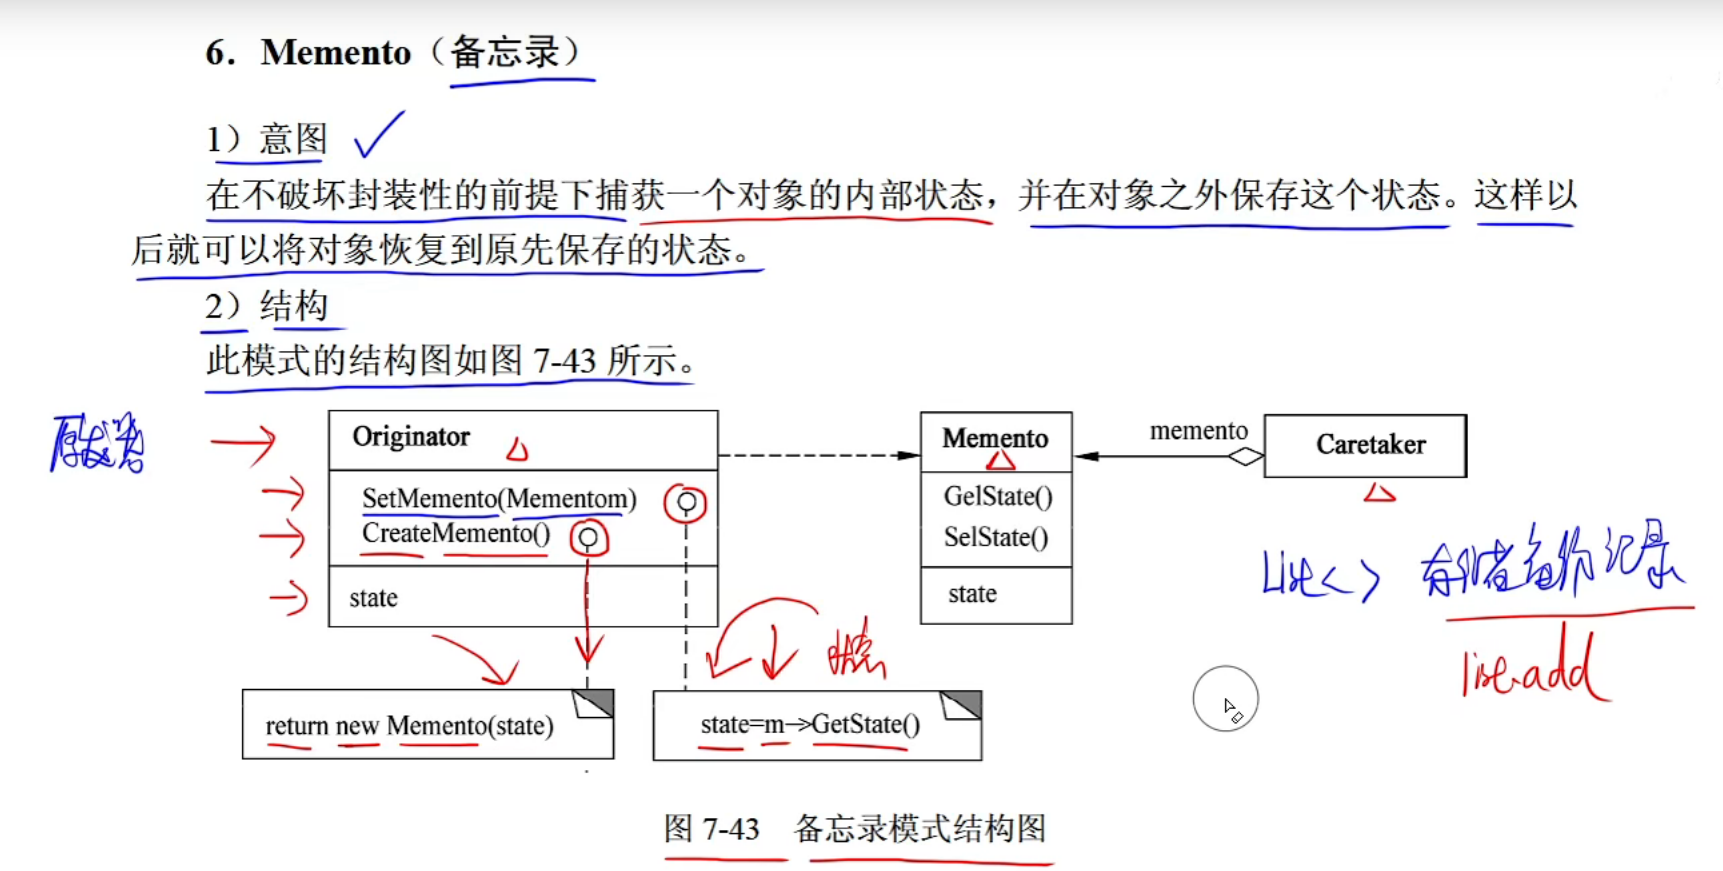 6．Memento（备忘录）
1）意图
在不破坏封装性的前提下捕获一个对象的内部状态，并在对象之外保存这个状态。这样以
后就可以将对象恢复到原先保存的状态。
2）结构
此模式的结构图如图 7-43 所示。
原发器
Originator
SetMemento(Mementom)
CreateMemento()
state
Memento
GelState()
SelState()
state
memento
Caretaker
List< > 有所有备份记录
list.add
状态
return new Memento(state)
state=m->GetState()
图 7-43 备忘录模式结构图